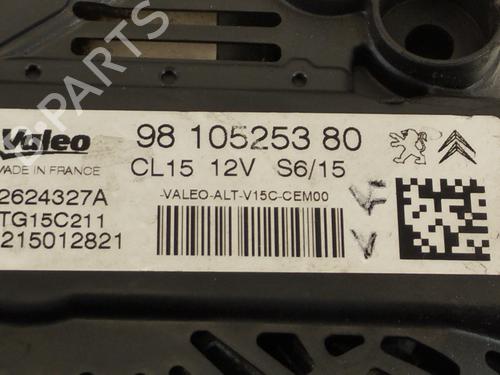 B-PARTS
Valeo
98 105253 80
MADE IN FRANCE
CL15 12V S6/15
2624327A
-VALEO-ALT-V15C-CEM00
TG15C211
215012821
VF
V